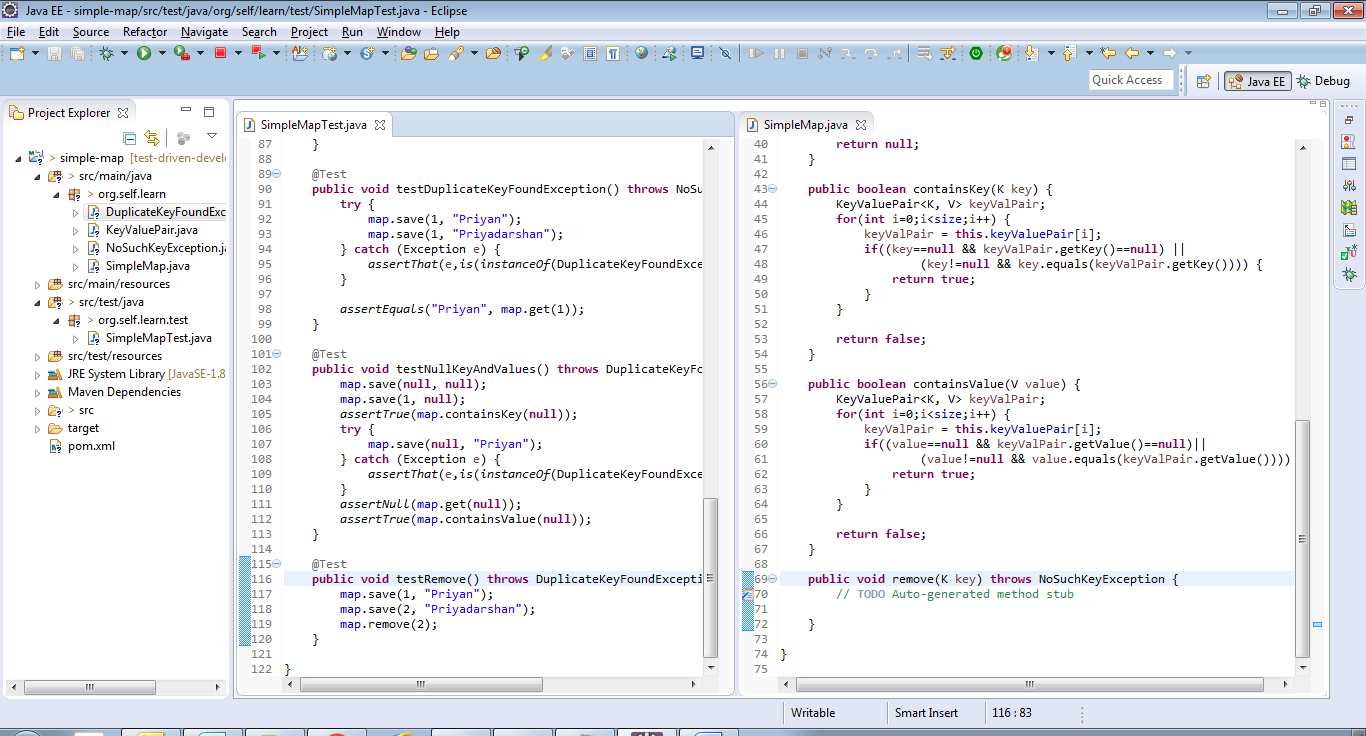 Java EE - simple-map/src/test/java/org/self/learn/test/SimpleMapTest.java - Eclipse
File Edit Source Refactor Navigate Search Project Run Window Help
Quick Access
Java EE
Debug
Project Explorer
> simple-map [test-driven-devel
> src/main/java
> org.self.learn
DuplicateKeyFoundExc
KeyValuePair.java
NoSuchKeyException.ja
SimpleMap.java
src/main/resources
> src/test/java
> org.self.learn.test
SimpleMapTest.java
src/test/resources
JRE System Library [JavaSE-1.8
Maven Dependencies
> src
target
pom.xml
SimpleMapTest.java
87 }
88
89 @Test
90 public void testDuplicateKeyFoundException() throws NoSu
91 try {
92 map.save(1, "Priyan");
93 map.save(1, "Priyadarshan");
94 } catch (Exception e) {
95 assertThat(e,is(instanceOf(DuplicateKeyFoundExce
96 }
97
98 assertEquals("Priyan", map.get(1));
99 }
100
101 @Test
102 public void testNullKeyAndValues() throws DuplicateKeyFo
103 map.save(null, null);
104 map.save(1, null);
105 assertTrue(map.containsKey(null));
106 try {
107 map.save(null, "Priyan");
108 } catch (Exception e) {
109 assertThat(e,is(instanceOf(DuplicateKeyFoundExce
110 }
111 assertNull(map.get(null));
112 assertTrue(map.containsValue(null));
113 }
114
115 @Test
116 public void testRemove() throws DuplicateKeyFoundExcepti
117 map.save(1, "Priyan");
118 map.save(2, "Priyadarshan");
119 map.remove(2);
120 }
121
122 }
SimpleMap.java
40 return null;
41 }
42
43 public boolean containsKey(K key) {
44 KeyValuePair<K, V> keyValPair;
45 for(int i=0;i<size;i++) {
46 keyValPair = this.keyValuePair[i];
47 if((key==null && keyValPair.getKey()==null) ||
48 (key!=null && key.equals(keyValPair.getKey()))) {
49 return true;
50 }
51 }
52
53 return false;
54 }
55
56 public boolean containsValue(V value) {
57 KeyValuePair<K, V> keyValPair;
58 for(int i=0;i<size;i++) {
59 keyValPair = this.keyValuePair[i];
60 if((value==null && keyValPair.getValue()==null)||
61 (value!=null && value.equals(keyValPair.getValue())))
62 return true;
63 }
64 }
65
66 return false;
67 }
68
69 public void remove(K key) throws NoSuchKeyException {
70 // TODO Auto-generated method stub
71
72 }
73
74 }
75
Writable
Smart Insert
116 : 83